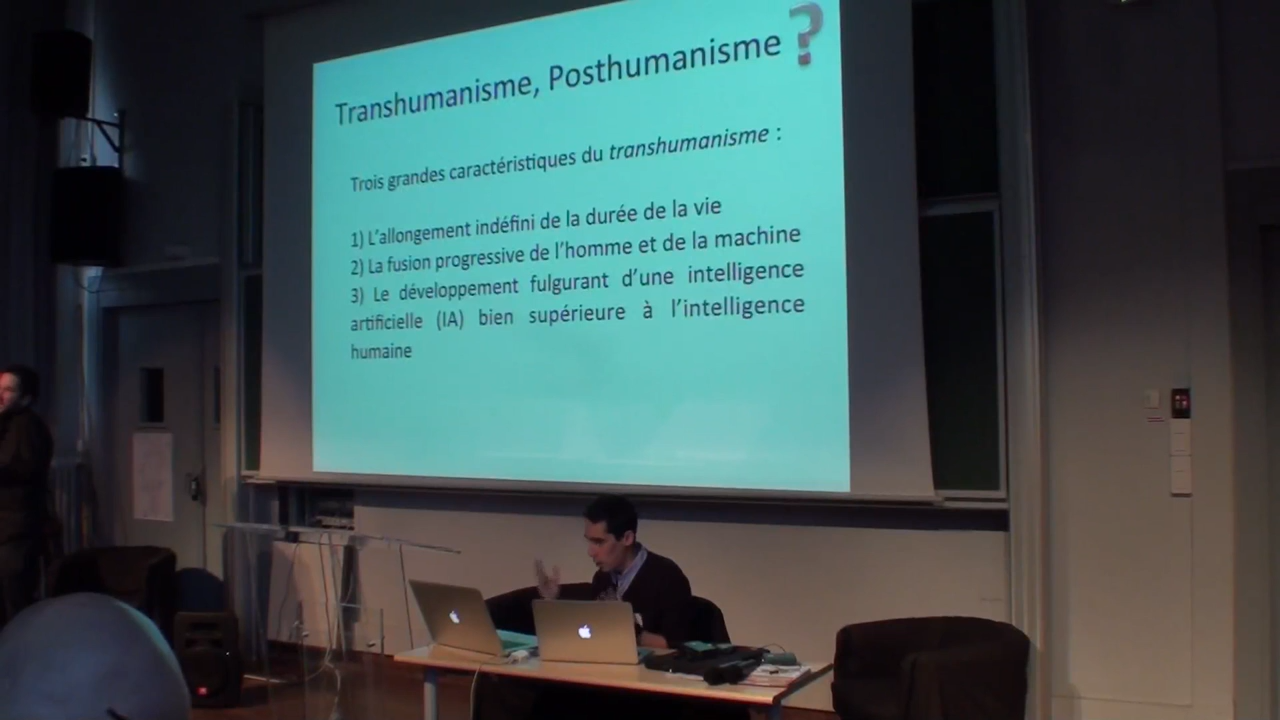 Transhumanisme, Posthumanisme ?
Trois grandes caractéristiques du transhumanisme :
1) L’allongement indéfini de la durée de la vie
2) La fusion progressive de l’homme et de la machine
3) Le développement fulgurant d’une intelligence
artificielle (IA) bien supérieure à l’intelligence
humaine